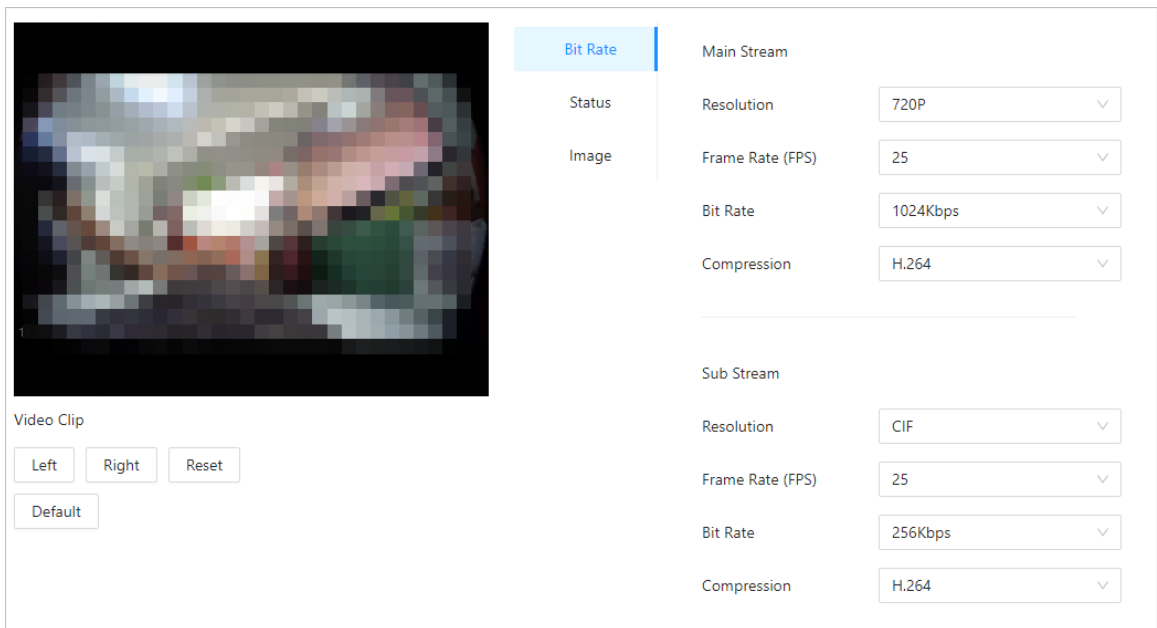 1
Video Clip
Left Right Reset
Default
Bit Rate
Status
Image
Main Stream
Resolution 720P
Frame Rate (FPS) 25
Bit Rate 1024Kbps
Compression H.264
Sub Stream
Resolution CIF
Frame Rate (FPS) 25
Bit Rate 256Kbps
Compression H.264